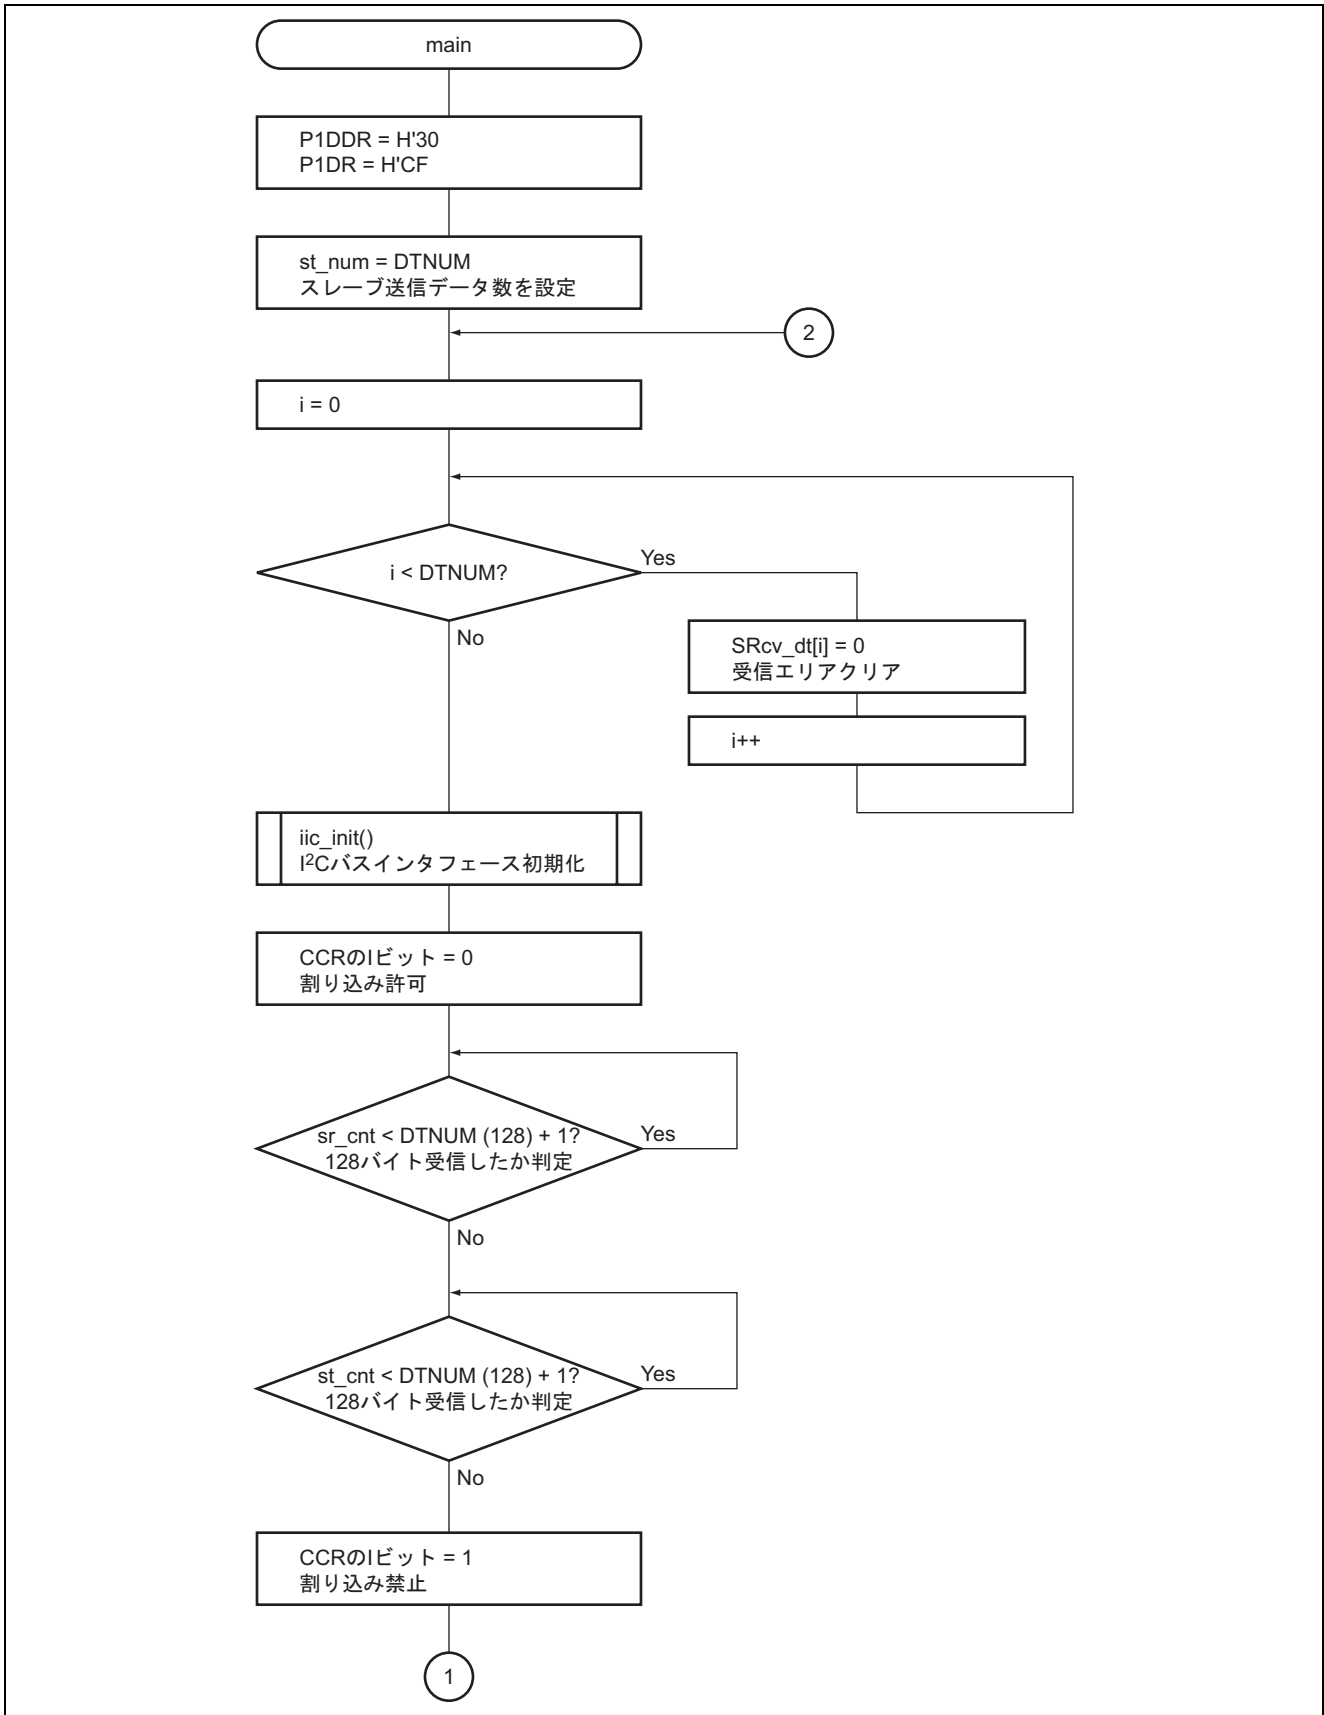 main
P1DDR = H'30
P1DR = H'CF
st_num = DTNUM
スレーブ送信データ数を設定
2
i = 0
i < DTNUM?
Yes
No
SRcv_dt[i] = 0
受信エリアクリア
i++
iic_init()
I²Cバスインタフェース初期化
CCRのIビット = 0
割り込み許可
sr_cnt < DTNUM (128) + 1?
128バイト受信したか判定
Yes
No
st_cnt < DTNUM (128) + 1?
128バイト受信したか判定
Yes
No
CCRのIビット = 1
割り込み禁止
1